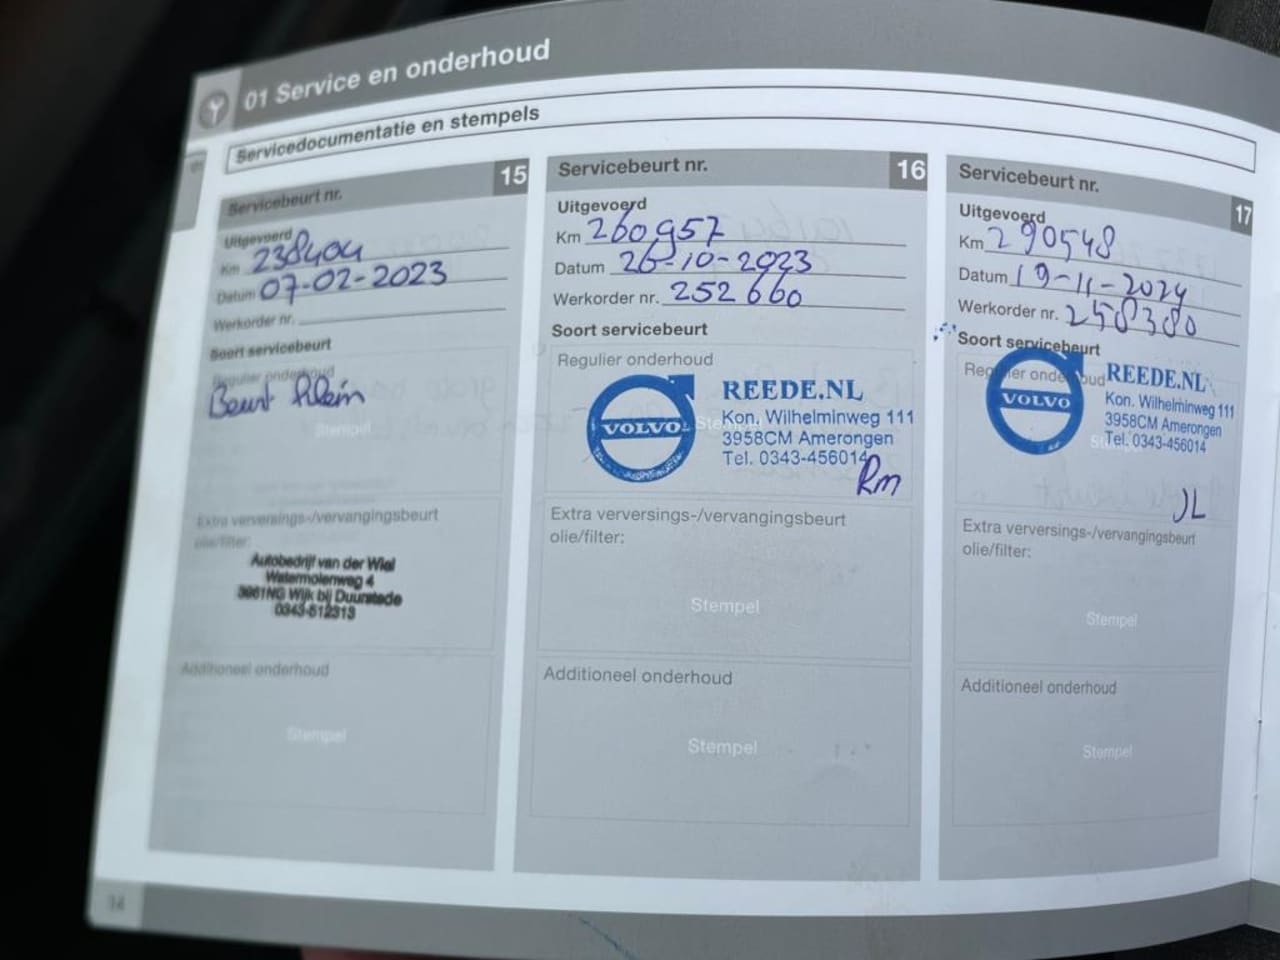 01 Service en onderhoud
Servicedocumentatie en stempels
Servicebeurt nr. 15
Uitgevoerd
Km 238404
Datum 07-02-2023
Werkorder nr.
Soort servicebeurt
Regulier onderhoud
Beurt Klein
Stempel
Extra verversings-/vervangingsbeurt
olie/filter:
Autobedrijf van der Wiel
Watermolenweg 4
3961NG Wijk bij Duurstede
0343-512313
Additioneel onderhoud
Stempel
14
Servicebeurt nr. 16
Uitgevoerd
Km 260957
Datum 26-10-2023
Werkorder nr. 252660
Soort servicebeurt
Regulier onderhoud
VOLVO
REEDE.NL
Kon. Wilhelminweg 111
3958CM Amerongen
Tel. 0343-456014
Rm
Extra verversings-/vervangingsbeurt
olie/filter:
Stempel
Additioneel onderhoud
Stempel
Servicebeurt nr. 17
Uitgevoerd
Km 290548
Datum 19-11-2024
Werkorder nr. 258380
Soort servicebeurt
Regulier onderhoud
VOLVO
REEDE.NL
Kon. Wilhelminweg 111
3958CM Amerongen
Tel. 0343-456014
JL
Extra verversings-/vervangingsbeurt
olie/filter:
Stempel
Additioneel onderhoud
Stempel